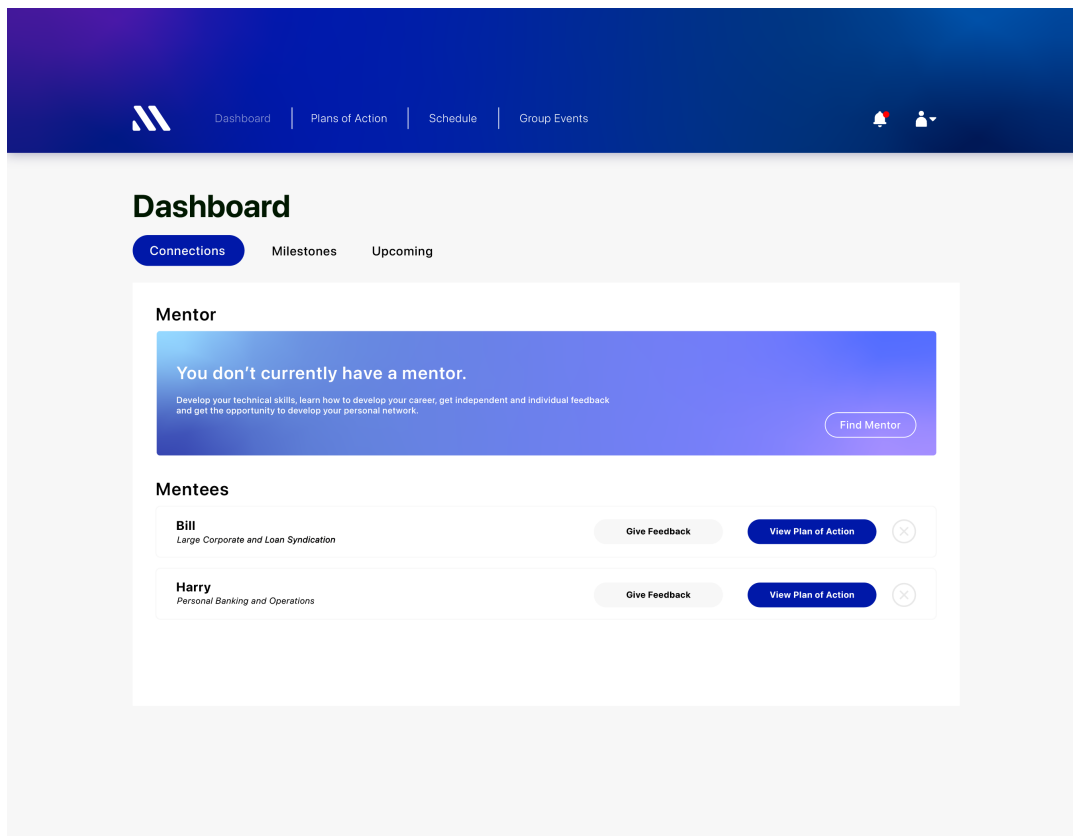 Dashboard
Plans of Action
Schedule
Group Events
Dashboard
Connections
Milestones
Upcoming
Mentor
You don’t currently have a mentor.
Develop your technical skills, learn how to develop your career, get independent and individual feedback
and get the opportunity to develop your personal network.
Find Mentor
Mentees
Bill
Large Corporate and Loan Syndication
Give Feedback
View Plan of Action
Harry
Personal Banking and Operations
Give Feedback
View Plan of Action